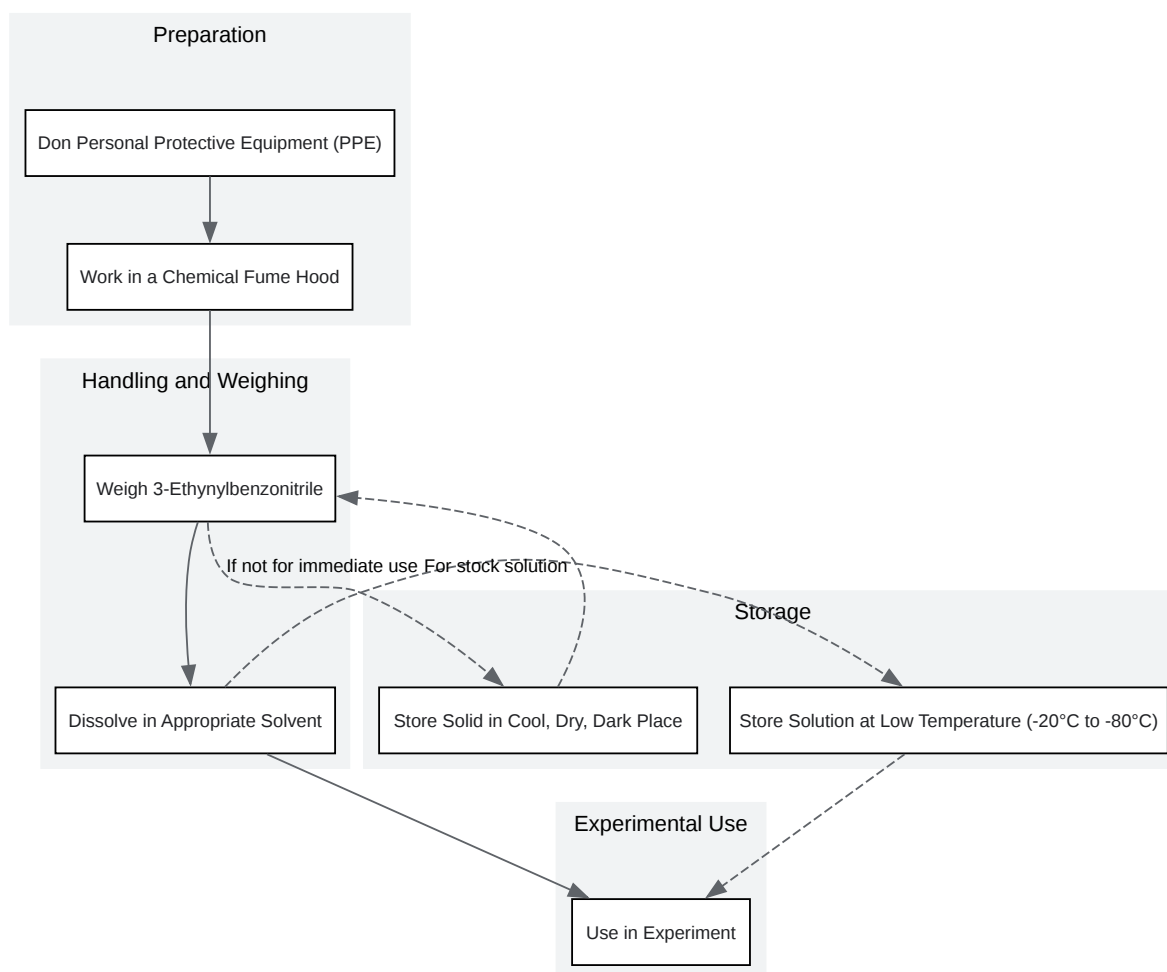 Preparation
Don Personal Protective Equipment (PPE)
Work in a Chemical Fume Hood
Handling and Weighing
Weigh 3-Ethynylbenzonitrile
If not for immediate use
For stock solution
Storage
Dissolve in Appropriate Solvent
Store Solid in Cool, Dry, Dark Place
Store Solution at Low Temperature (-20°C to -80°C)
Experimental Use
Use in Experiment